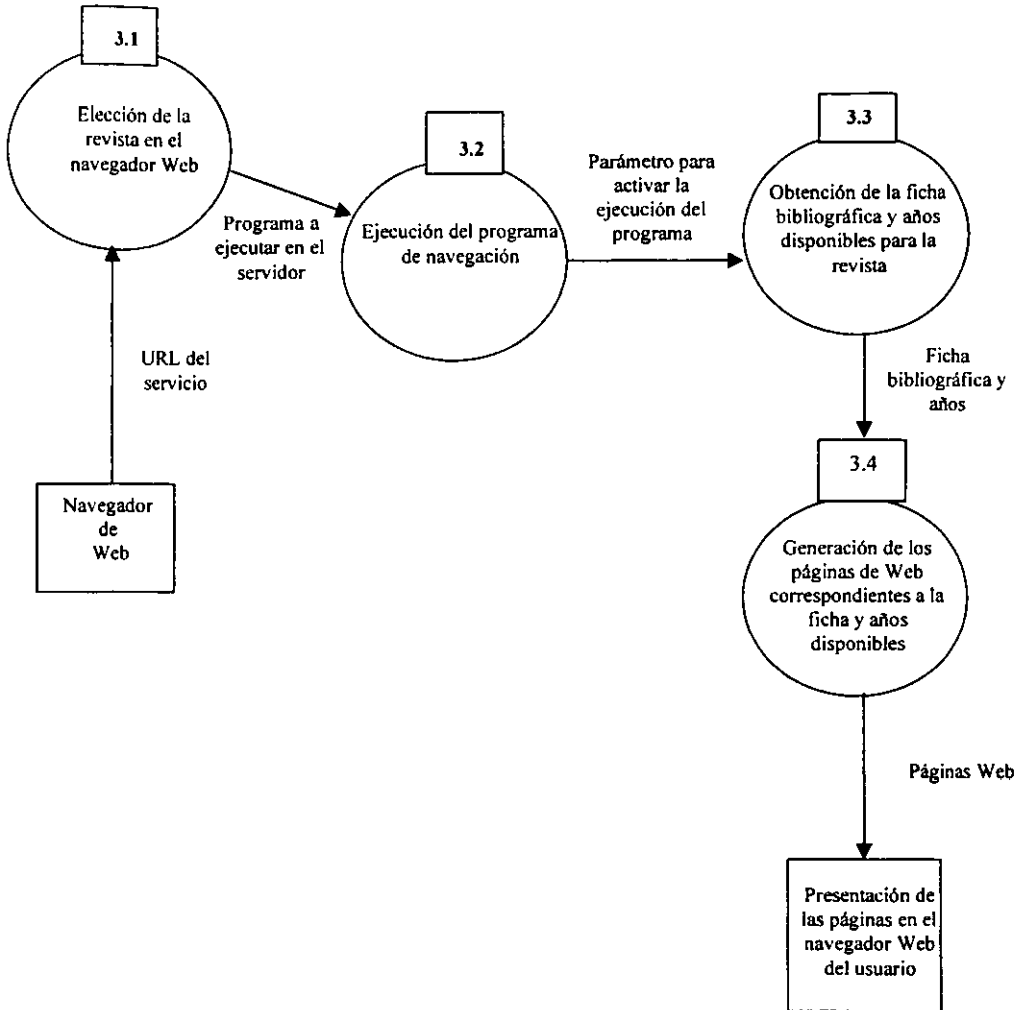 3.1
Elección de la
revista en el
navegador Web
Programa a
ejecutar en el
servidor
URL del
servicio
Navegador
de
Web
3.2
Ejecución del programa
de navegación
Parámetro para
activar la
ejecución del
programa
3.3
Obtención de la ficha
bibliográfica y años
disponibles para la
revista
Ficha
bibliográfica y
años
3.4
Generación de los
páginas de Web
correspondientes a la
ficha y años
disponibles
Páginas Web
Presentación de
las páginas en el
navegador Web
del usuario